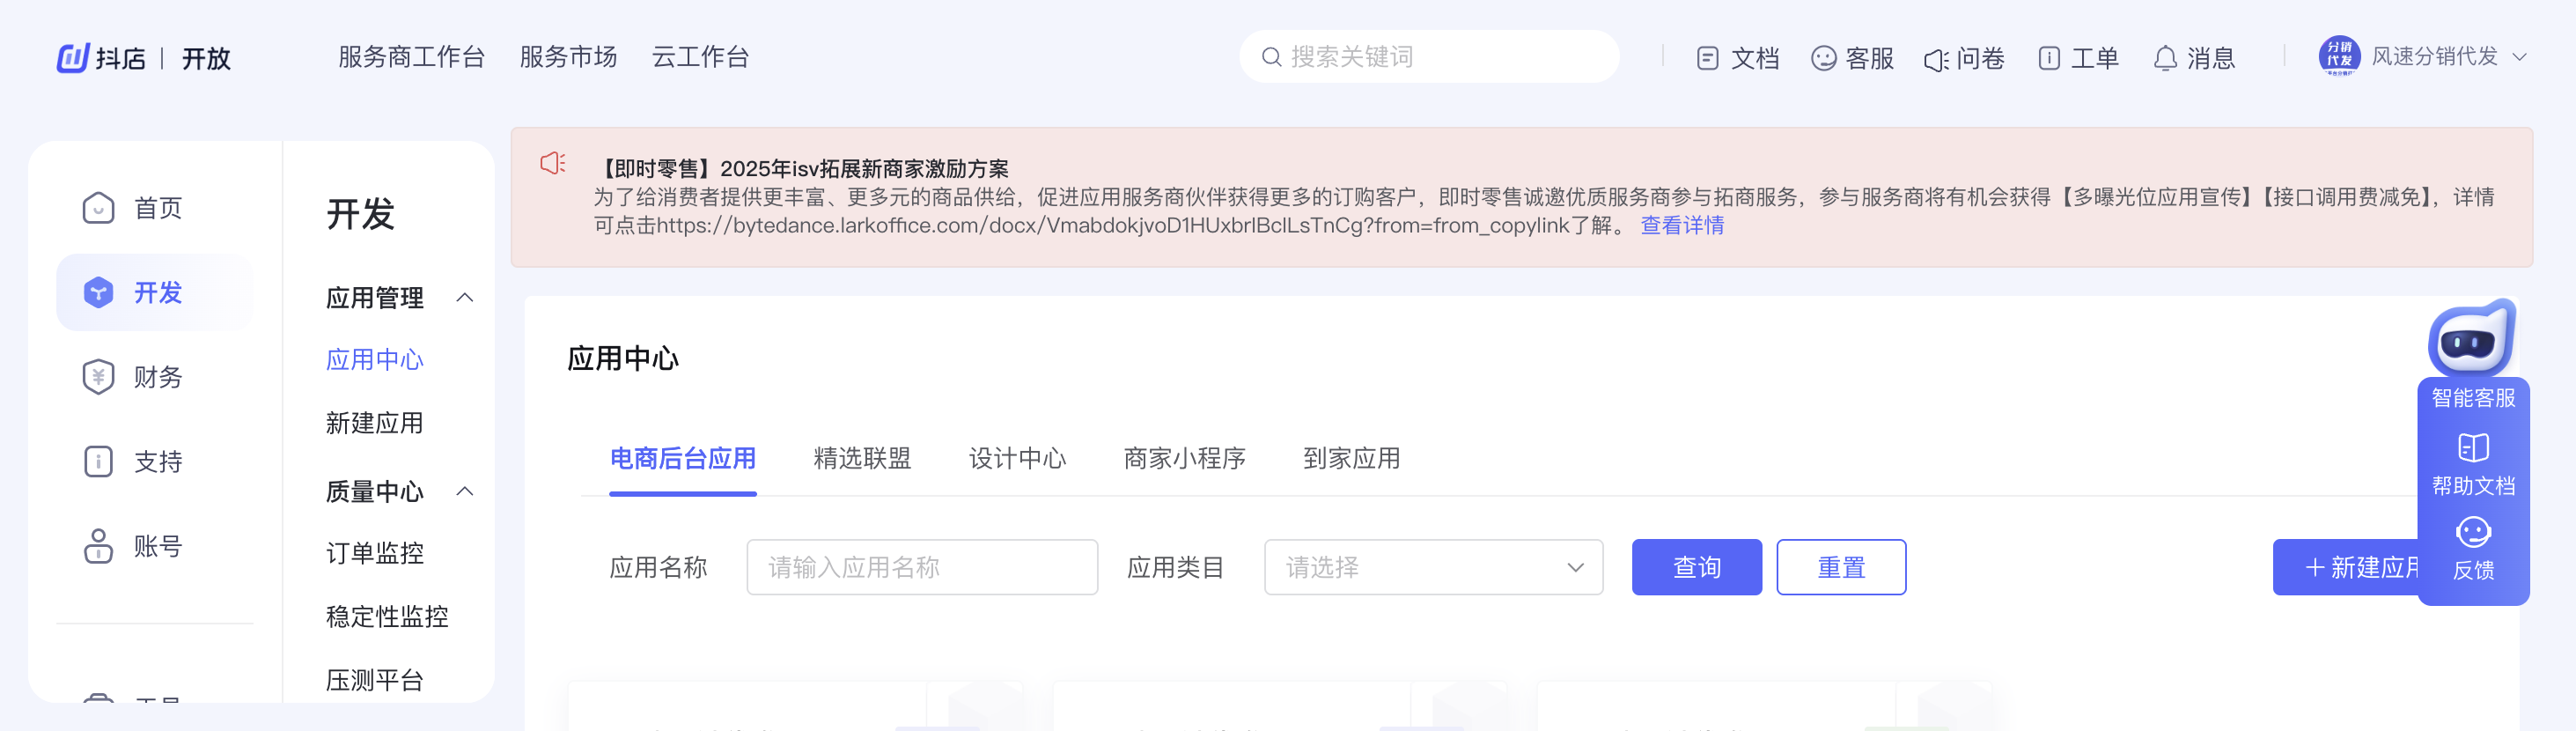 抖店 | 开放
服务商工作台
服务市场
云工作台
搜索关键词
文档
客服
问卷
工单
消息
分销
代发
风速分销代发
首页
开发
财务
支持
账号
开发
应用管理
应用中心
新建应用
质量中心
订单监控
稳定性监控
压测平台
【即时零售】2025年isv拓展新商家激励方案
为了给消费者提供更丰富、更多元的商品供给，促进应用服务商伙伴获得更多的订购客户，即时零售诚邀优质服务商参与拓商服务，参与服务商将有机会获得【多曝光位应用宣传】【接口调用费减免】，详情
可点击https://bytedance.larkoffice.com/docx/VmabdokjvoD1HUxbrlBclLsTnCg?from=from_copylink了解。 查看详情
应用中心
电商后台应用
精选联盟
设计中心
商家小程序
到家应用
应用名称
请输入应用名称
应用类目
请选择
查询
重置
新建应用
智能客服
帮助文档
反馈